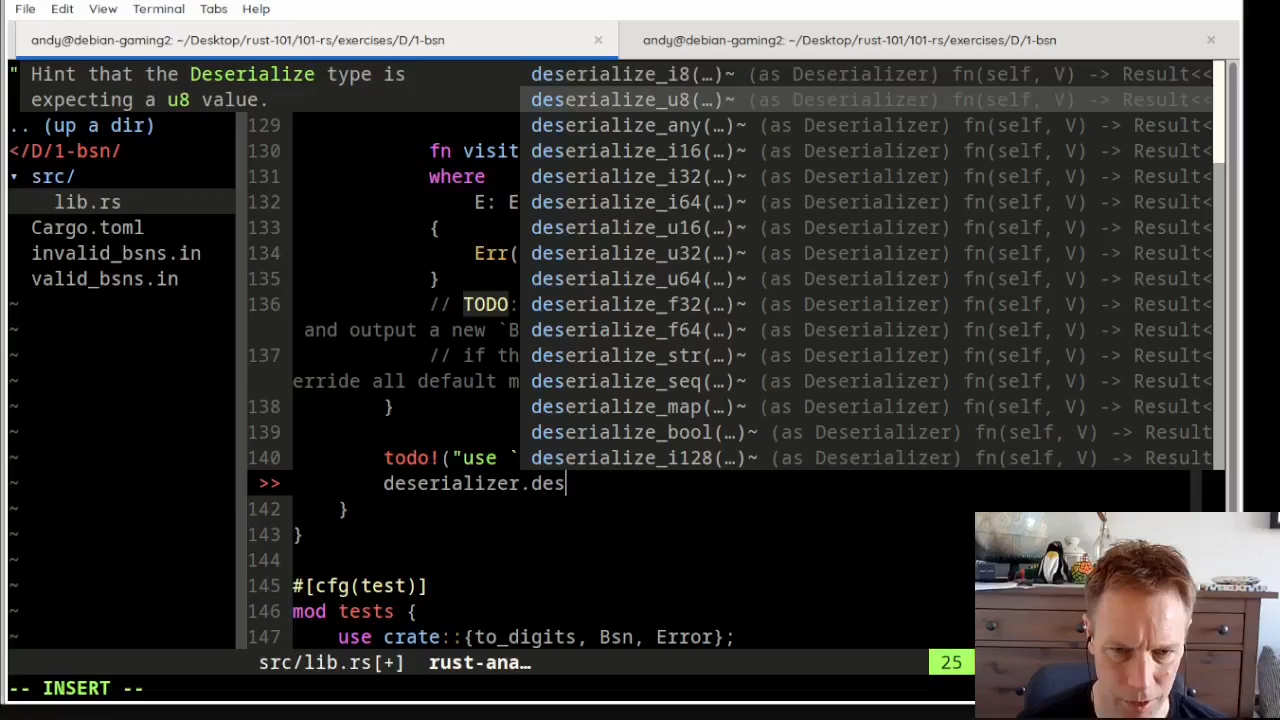 File Edit View Terminal Tabs Help
andy@debian-gaming2: ~/Desktop/rust-101/101-rs/exercises/D/1-bsn × andy@debian-gaming2: ~/Desktop/rust-101/101-rs/exercises/D/1-bsn ×
" Hint that the Deserialize type is deserialize_i8(…)~ (as Deserializer) fn(self, V) -> Result<<
expecting a u8 value. deserialize_u8(…)~ (as Deserializer) fn(self, V) -> Result<
.. (up a dir) 129 deserialize_any(…)~ (as Deserializer) fn(self, V) -> Result<
</D/1-bsn/ 130 fn visit deserialize_i16(…)~ (as Deserializer) fn(self, V) -> Result<
▾ src/ 131 where deserialize_i32(…)~ (as Deserializer) fn(self, V) -> Result<
lib.rs 132 E: E deserialize_i64(…)~ (as Deserializer) fn(self, V) -> Result<
Cargo.toml 133 { deserialize_u16(…)~ (as Deserializer) fn(self, V) -> Result<
invalid_bsns.in 134 Err( deserialize_u32(…)~ (as Deserializer) fn(self, V) -> Result<
valid_bsns.in 135 } deserialize_u64(…)~ (as Deserializer) fn(self, V) -> Result<
~ 136 // TODO: deserialize_f32(…)~ (as Deserializer) fn(self, V) -> Result<
~ and output a new `B deserialize_f64(…)~ (as Deserializer) fn(self, V) -> Result<
~ 137 // if th deserialize_str(…)~ (as Deserializer) fn(self, V) -> Result<
~ erride all default m deserialize_seq(…)~ (as Deserializer) fn(self, V) -> Result<
~ 138 } deserialize_map(…)~ (as Deserializer) fn(self, V) -> Result<
~ 139 deserialize_bool(…)~ (as Deserializer) fn(self, V) -> Result
~ 140 todo!("use ` deserialize_i128(…)~ (as Deserializer) fn(self, V) -> Result
~ >> deserializer.des
~ 142 }
~ 143 }
~ 144
~ 145 #[cfg(test)]
~ 146 mod tests {
~ 147 use crate::{to_digits, Bsn, Error};
src/lib.rs[+] rust-ana… 25
-- INSERT --